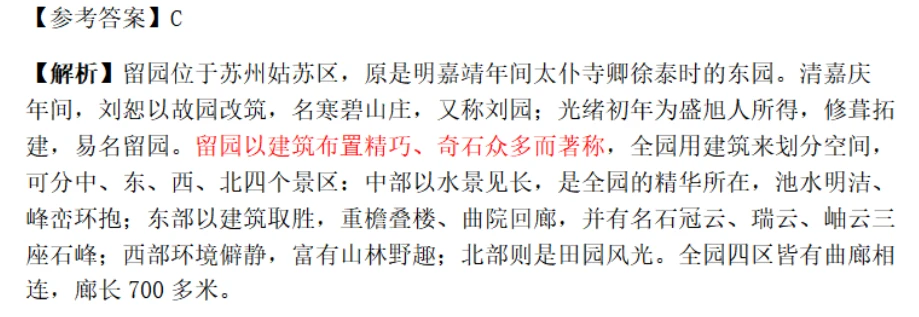 【参考答案】C
【解析】留园位于苏州姑苏区，原是明嘉靖年间太仆寺卿徐泰时的东园。清嘉庆
年间，刘恕以故园改筑，名寒碧山庄，又称刘园；光绪初年为盛旭人所得，修葺拓
建，易名留园。留园以建筑布置精巧、奇石众多而著称，全园用建筑来划分空间，
可分中、东、西、北四个景区：中部以水景见长，是全园的精华所在，池水明洁、
峰峦环抱；东部以建筑取胜，重檐叠楼、曲院回廊，并有名石冠云、瑞云、岫云三
座石峰；西部环境僻静，富有山林野趣；北部则是田园风光。全园四区皆有曲廊相
连，廊长 700 多米。